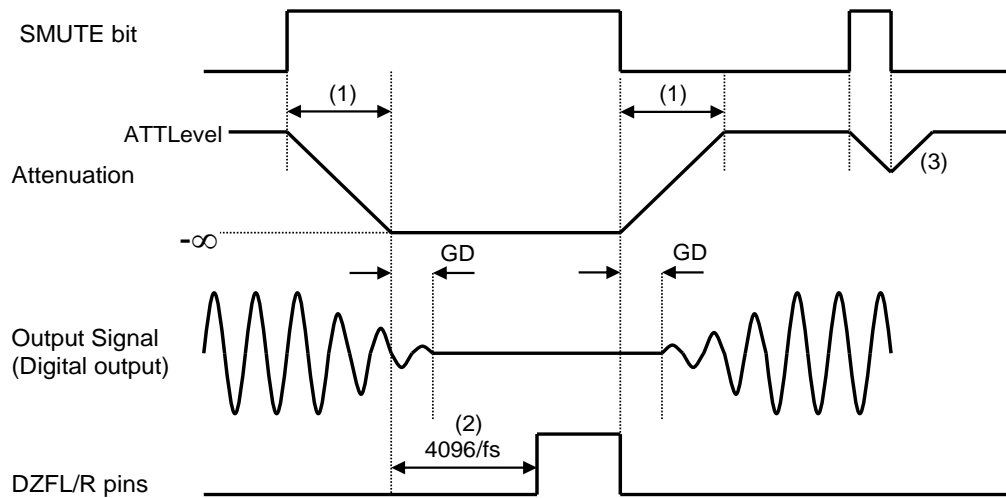 SMUTE bit
(1) (1)
ATTLevel
Attenuation
(3)
-∞
GD GD
Output Signal
(Digital output)
(2)
4096/fs
DZFL/R pins